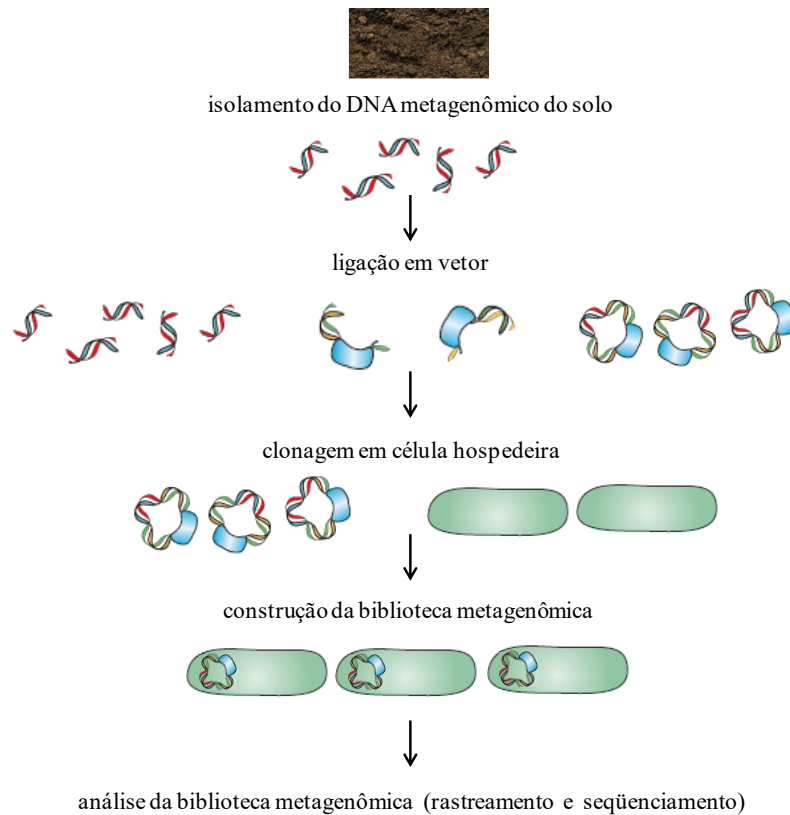 isolamento do DNA metagenômico do solo
ligação em vetor
clonagem em célula hospedeira
construção da biblioteca metagenômica
análise da biblioteca metagenômica (rastreamento e seqüenciamento)